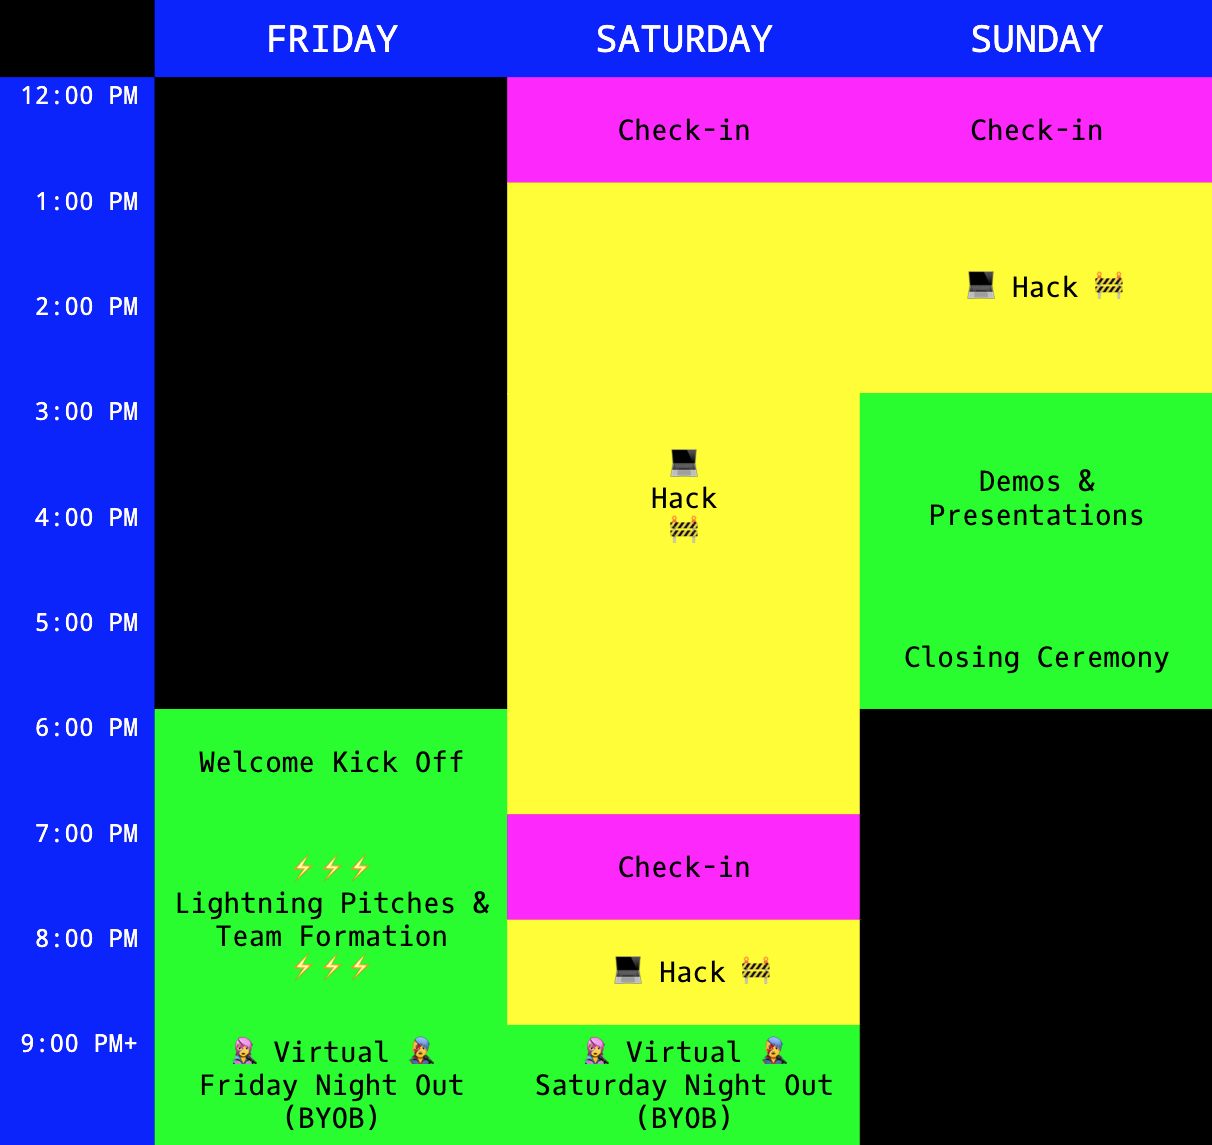 FRIDAY SATURDAY SUNDAY
12:00 PM
Check-in Check-in
1:00 PM
💻 Hack 🚧
2:00 PM
3:00 PM
💻
Demos &
Hack
Presentations
4:00 PM
🚧
5:00 PM
Closing Ceremony
6:00 PM
Welcome Kick Off
7:00 PM
⚡⚡⚡
Check-in
Lightning Pitches &
Team Formation
8:00 PM
⚡⚡⚡
💻 Hack 🚧
9:00 PM+
👩‍🎤 Virtual 👨‍🎤
Friday Night Out
(BYOB)
👩‍🎤 Virtual 👨‍🎤
Saturday Night Out
(BYOB)